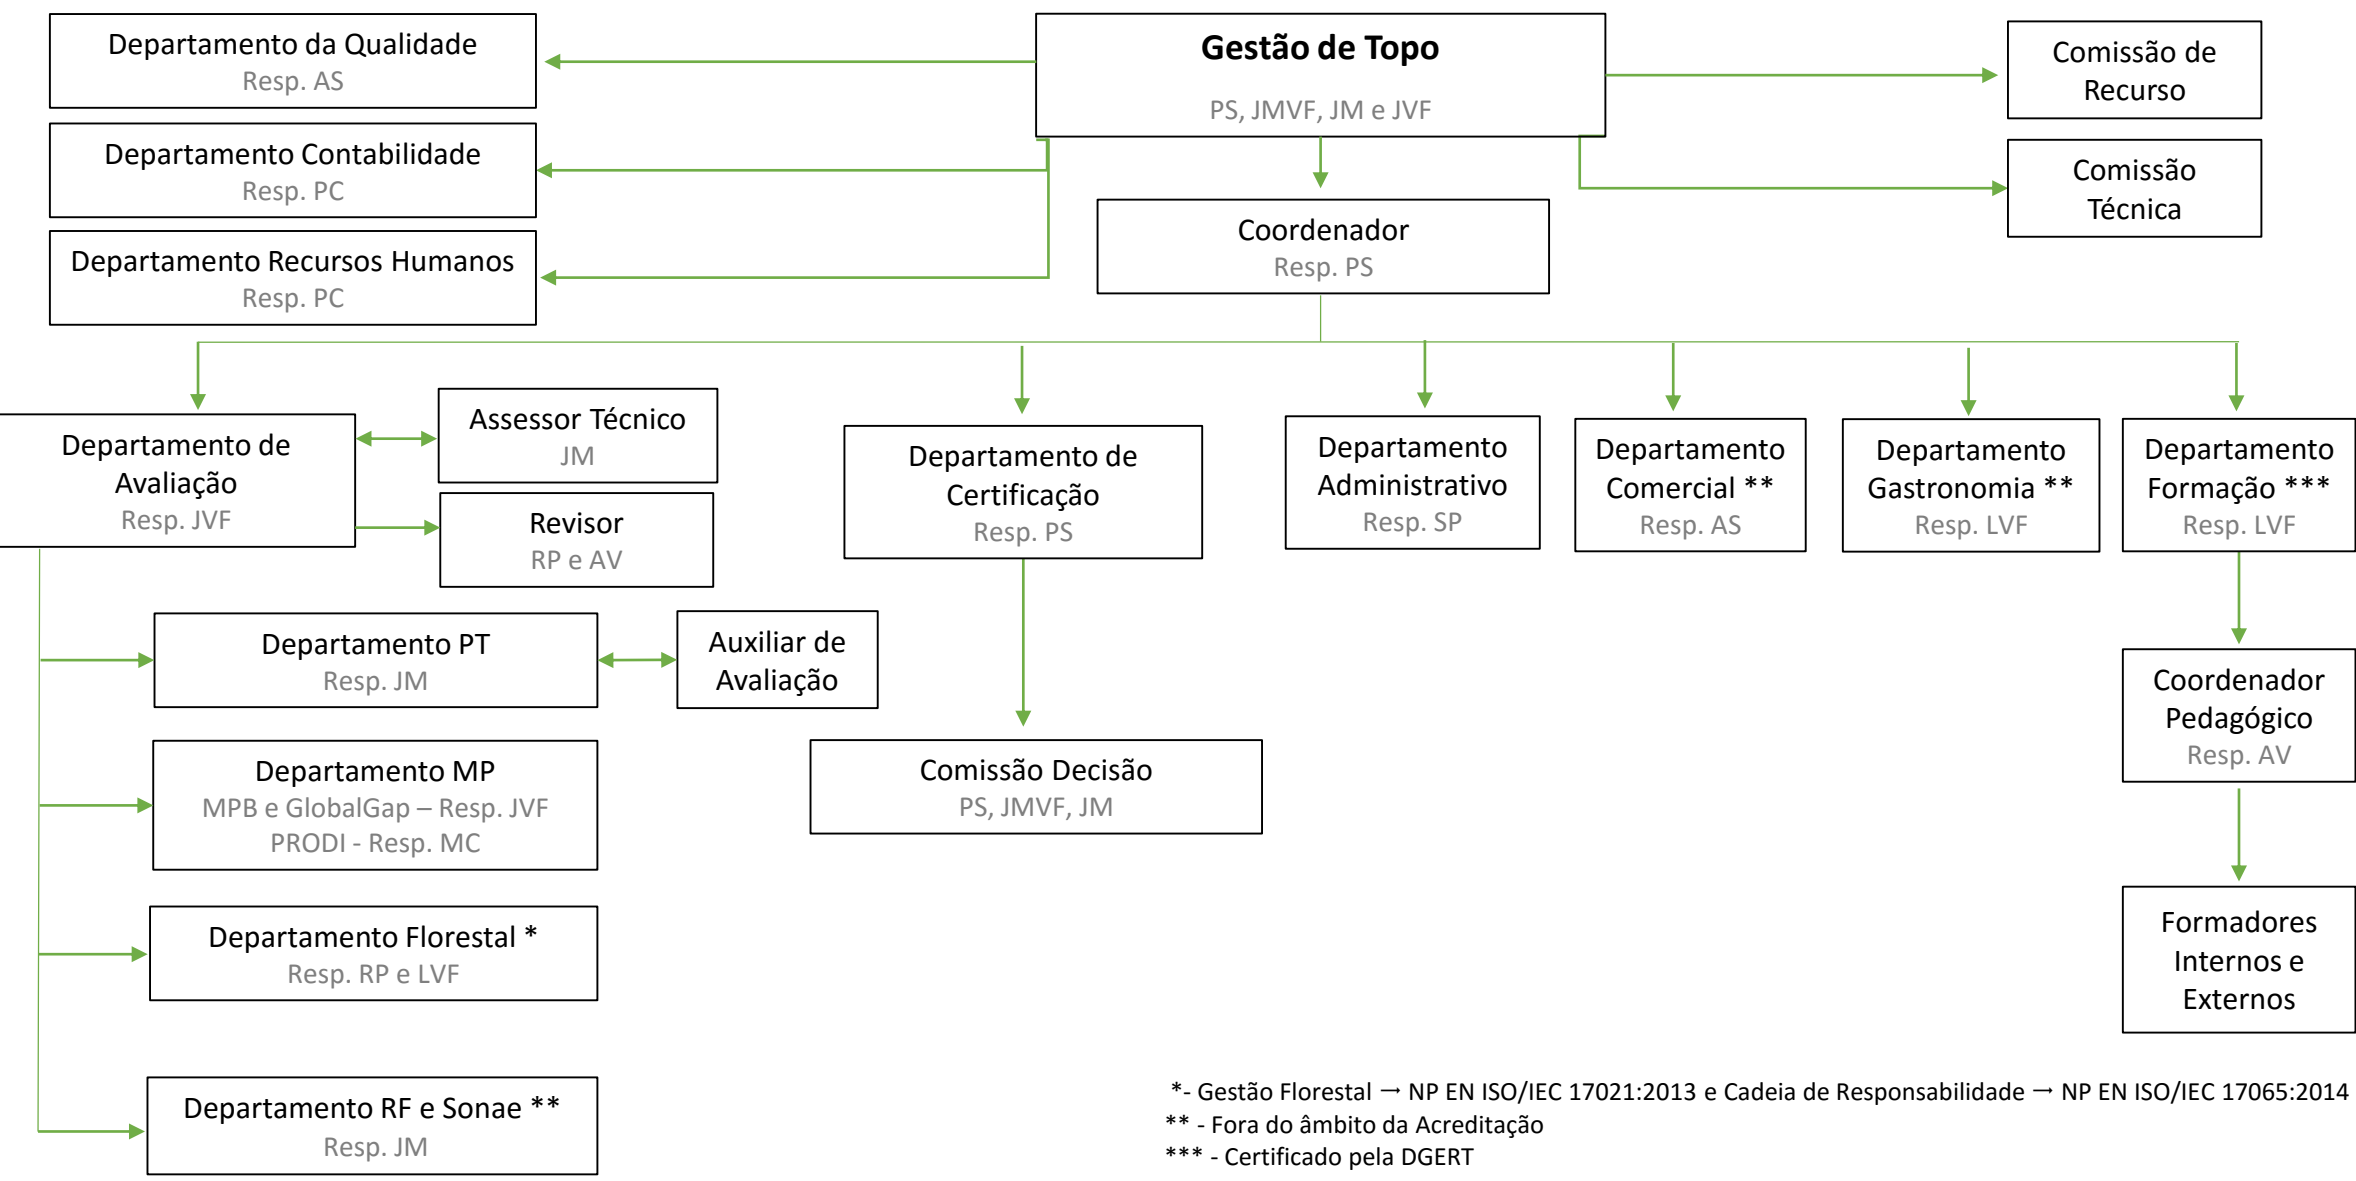 Departamento da Qualidade
Resp. AS
Gestão de Topo
PS, JMVF, JM e JVF
Comissão de
Recurso
Departamento Contabilidade
Resp. PC
Comissão
Técnica
Departamento Recursos Humanos
Resp. PC
Coordenador
Resp. PS
Departamento de
Avaliação
Resp. JVF
Assessor Técnico
JM
Revisor
RP e AV
Departamento de
Certificação
Resp. PS
Departamento
Administrativo
Resp. SP
Departamento
Comercial **
Resp. AS
Departamento
Gastronomia **
Resp. LVF
Departamento
Formação ***
Resp. LVF
Departamento PT
Resp. JM
Auxiliar de
Avaliação
Coordenador
Pedagógico
Resp. AV
Departamento MP
MPB e GlobalGap – Resp. JVF
PRODI - Resp. MC
Comissão Decisão
PS, JMVF, JM
Departamento Florestal *
Resp. RP e LVF
Formadores
Internos e
Externos
Departamento RF e Sonae **
Resp. JM
*- Gestão Florestal → NP EN ISO/IEC 17021:2013 e Cadeia de Responsabilidade → NP EN ISO/IEC 17065:2014
** - Fora do âmbito da Acreditação
*** - Certificado pela DGERT